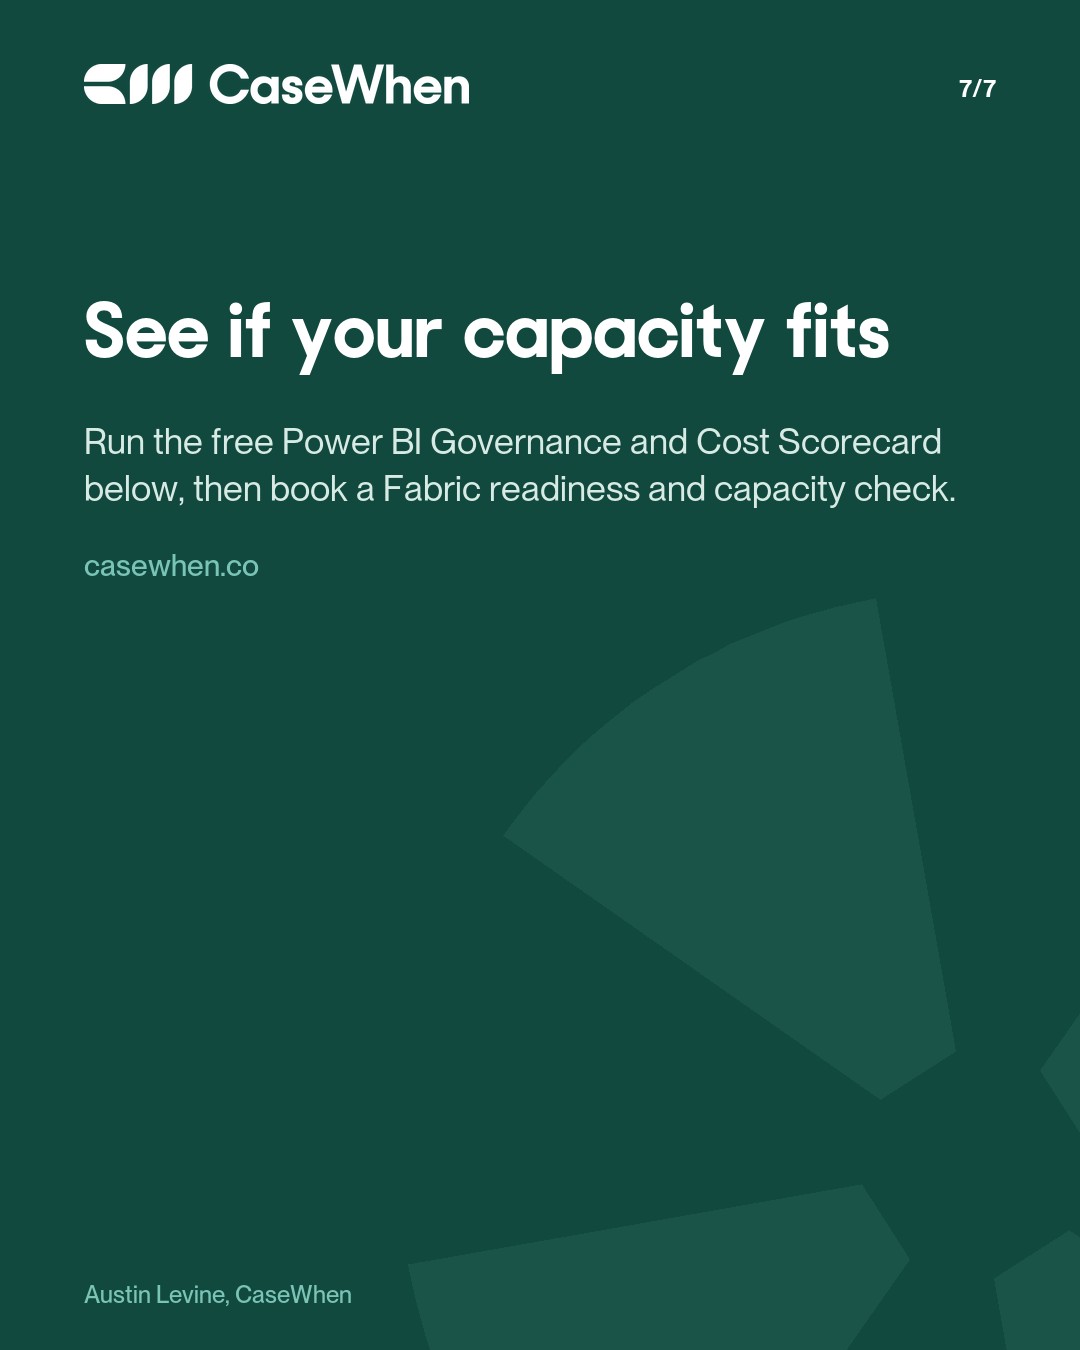 CaseWhen
7/7
See if your capacity fits
Run the free Power BI Governance and Cost Scorecard
below, then book a Fabric readiness and capacity check.
casewhen.co
Austin Levine, CaseWhen